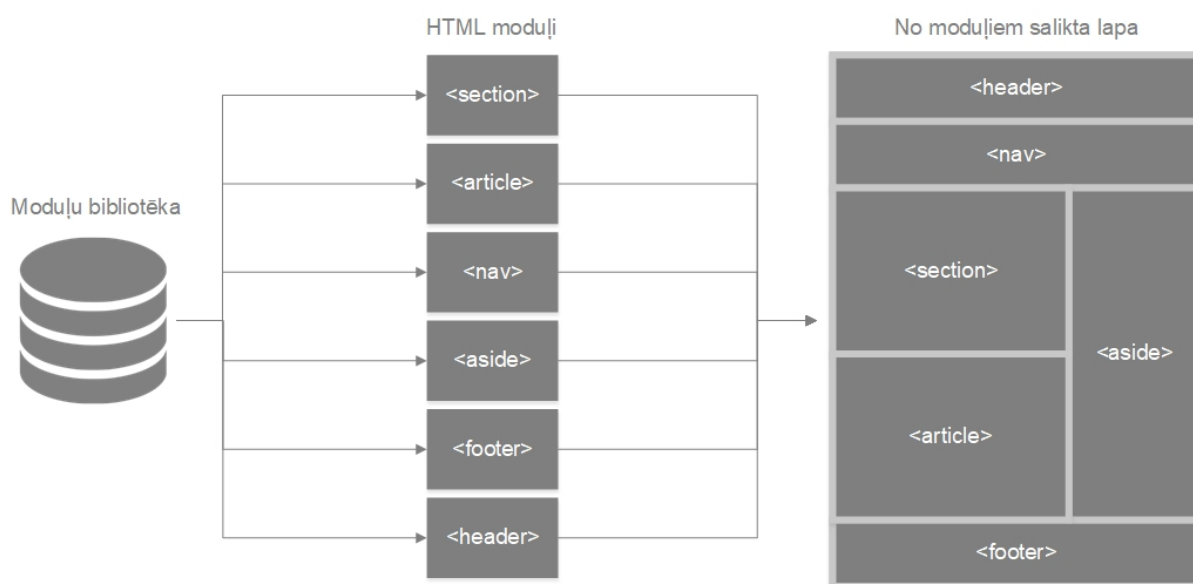 HTML moduļi
No moduļiem salikta lapa
Moduļu bibliotēka
<section>
<article>
<nav>
<aside>
<footer>
<header>
<header>
<nav>
<section>
<aside>
<article>
<footer>